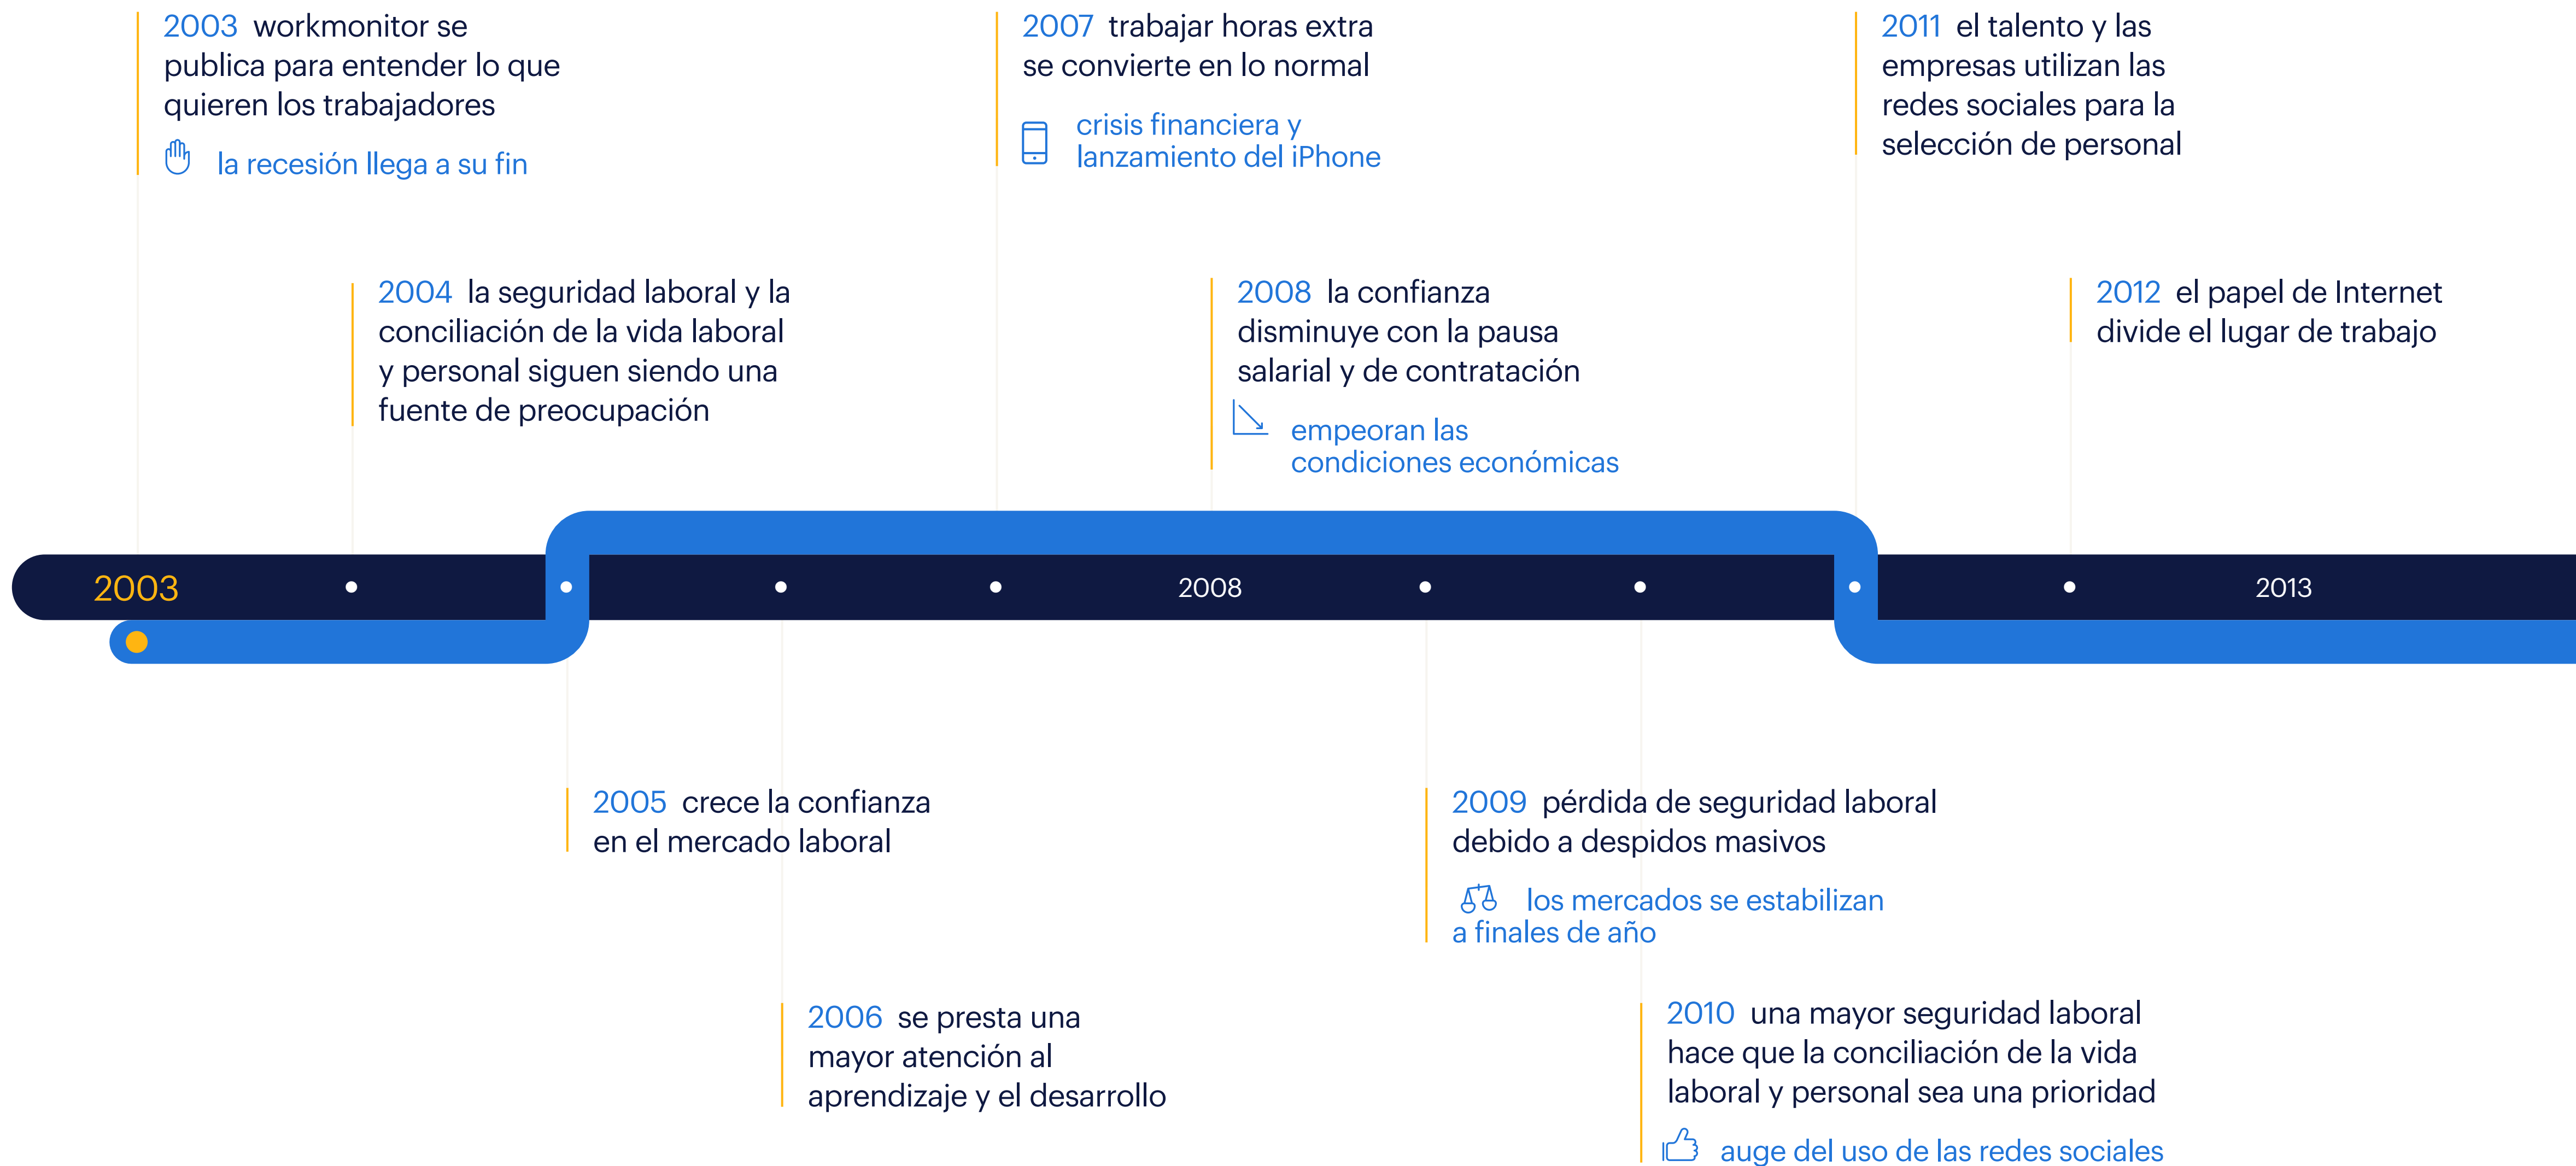 2003 workmonitor se
publica para entender lo que
quieren los trabajadores
la recesión llega a su fin
2007 trabajar horas extra
se convierte en lo normal
crisis financiera y
lanzamiento del iPhone
2011 el talento y las
empresas utilizan las
redes sociales para la
selección de personal
2004 la seguridad laboral y la
conciliación de la vida laboral
y personal siguen siendo una
fuente de preocupación
2008 la confianza
disminuye con la pausa
salarial y de contratación
empeoran las
condiciones económicas
2012 el papel de Internet
divide el lugar de trabajo
2003
2008
2013
2005 crece la confianza
en el mercado laboral
2009 pérdida de seguridad laboral
debido a despidos masivos
los mercados se estabilizan
a finales de año
2006 se presta una
mayor atención al
aprendizaje y el desarrollo
2010 una mayor seguridad laboral
hace que la conciliación de la vida
laboral y personal sea una prioridad
auge del uso de las redes sociales